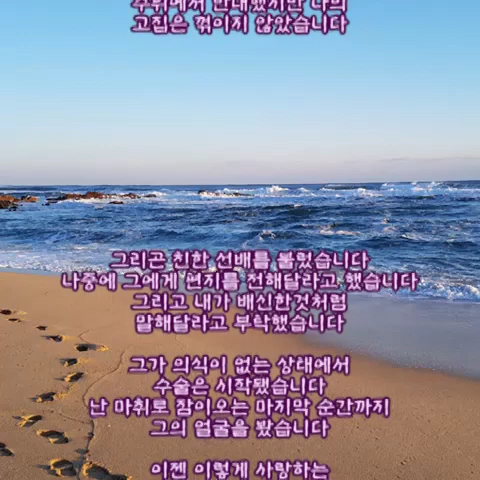 주위에서 반대했지만 나의
고집은 꺾이지 않았습니다
그리곤 친한 선배를 불렀습니다
나중에 그에게 편지를 전해달라고 했습니다
그리고 내가 배신한것처럼
말해달라고 부탁했습니다
그가 의식이 없는 상태에서
수술은 시작됐습니다
난 마취로 잠이오는 마지막 순간까지
그의 얼굴을 봤습니다
이젠 이렇게 사랑하는